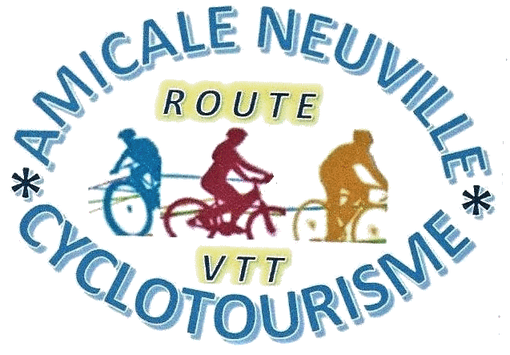 AMICALE NEUVILLE
ROUTE
VTT
* CYCLOTOURISME *